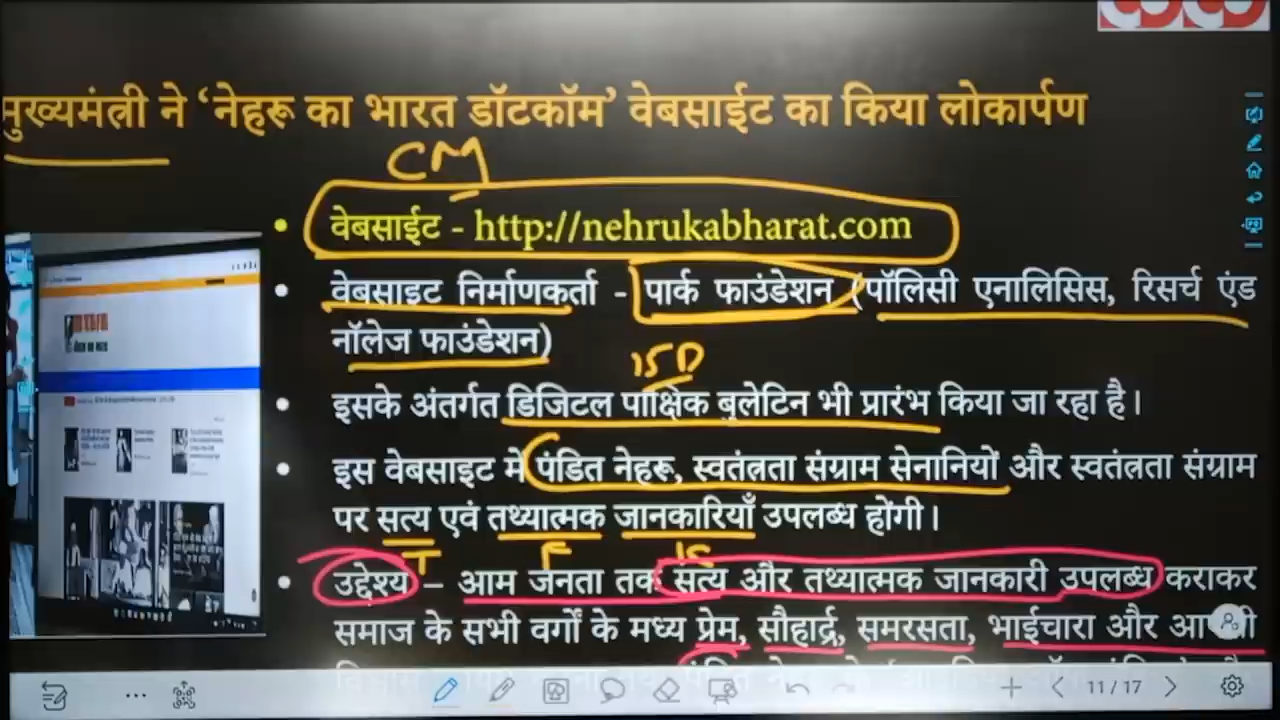 मुख्यमंत्री ने ‘नेहरू का भारत डॉटकॉम’ वेबसाईट का किया लोकार्पण
CM
• वेबसाईट - http://nehrukabharat.com
• वेबसाइट निर्माणकर्ता - पार्क फाउंडेशन (पॉलिसी एनालिसिस, रिसर्च एंड
नॉलेज फाउंडेशन)
15D
• इसके अंतर्गत डिजिटल पाक्षिक बुलेटिन भी प्रारंभ किया जा रहा है।
• इस वेबसाइट में पंडित नेहरू, स्वतंत्रता संग्राम सेनानियों और स्वतंत्रता संग्राम
पर सत्य एवं तथ्यात्मक जानकारियाँ उपलब्ध होंगी।
T F
• उद्देश्य – आम जनता तक सत्य और तथ्यात्मक जानकारी उपलब्ध कराकर
समाज के सभी वर्गों के मध्य प्रेम, सौहार्द्र, समरसता, भाईचारा और
11/17